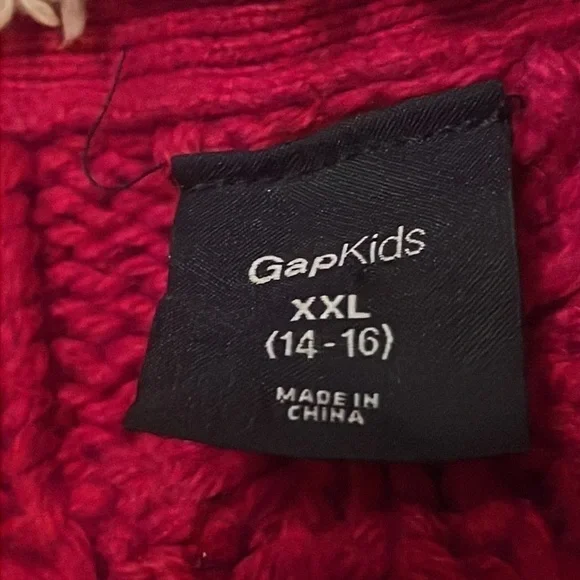 GapKids
XXL
(14-16)
MADE IN
CHINA